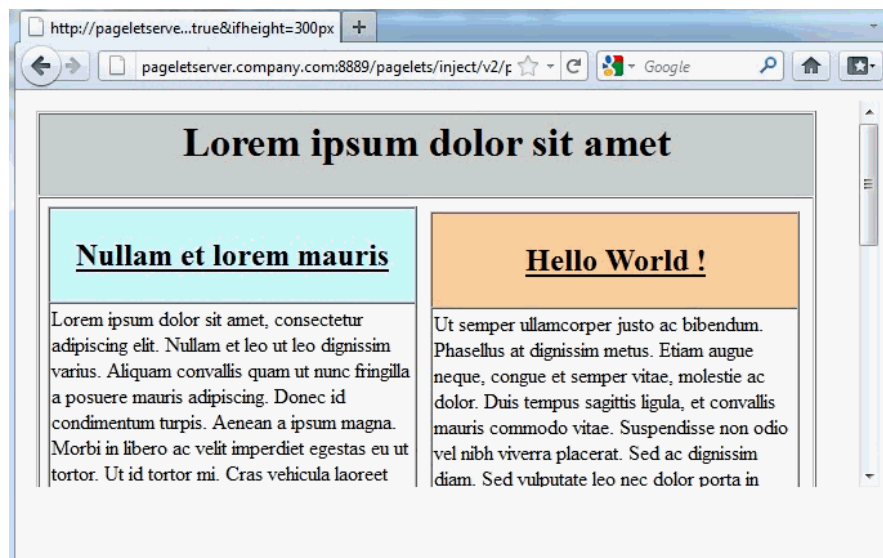 http://pageletserve...true&ifheight=300px
pageletserver.company.com:8889/pagelets/inject/v2/p
Google
Lorem ipsum dolor sit amet
Nullam et lorem mauris
Lorem ipsum dolor sit amet, consectetur
adipiscing elit. Nullam et leo ut leo dignissim
varius. Aliquam convallis quam ut nunc fringilla
a posuere mauris adipiscing. Donec id
condimentum turpis. Aenean a ipsum magna.
Morbi in libero ac velit imperdiet egestas eu ut
tortor. Ut id tortor mi. Cras vehicula laoreet
Hello World !
Ut semper ullamcorper justo ac bibendum.
Phasellus at dignissim metus. Etiam augue
neque, congue et semper vitae, molestie ac
dolor. Duis tempus sagittis ligula, et convallis
mauris commodo vitae. Suspendisse non odio
vel nibh viverra placerat. Sed ac dignissim
diam. Sed vulputate leo nec dolor porta in